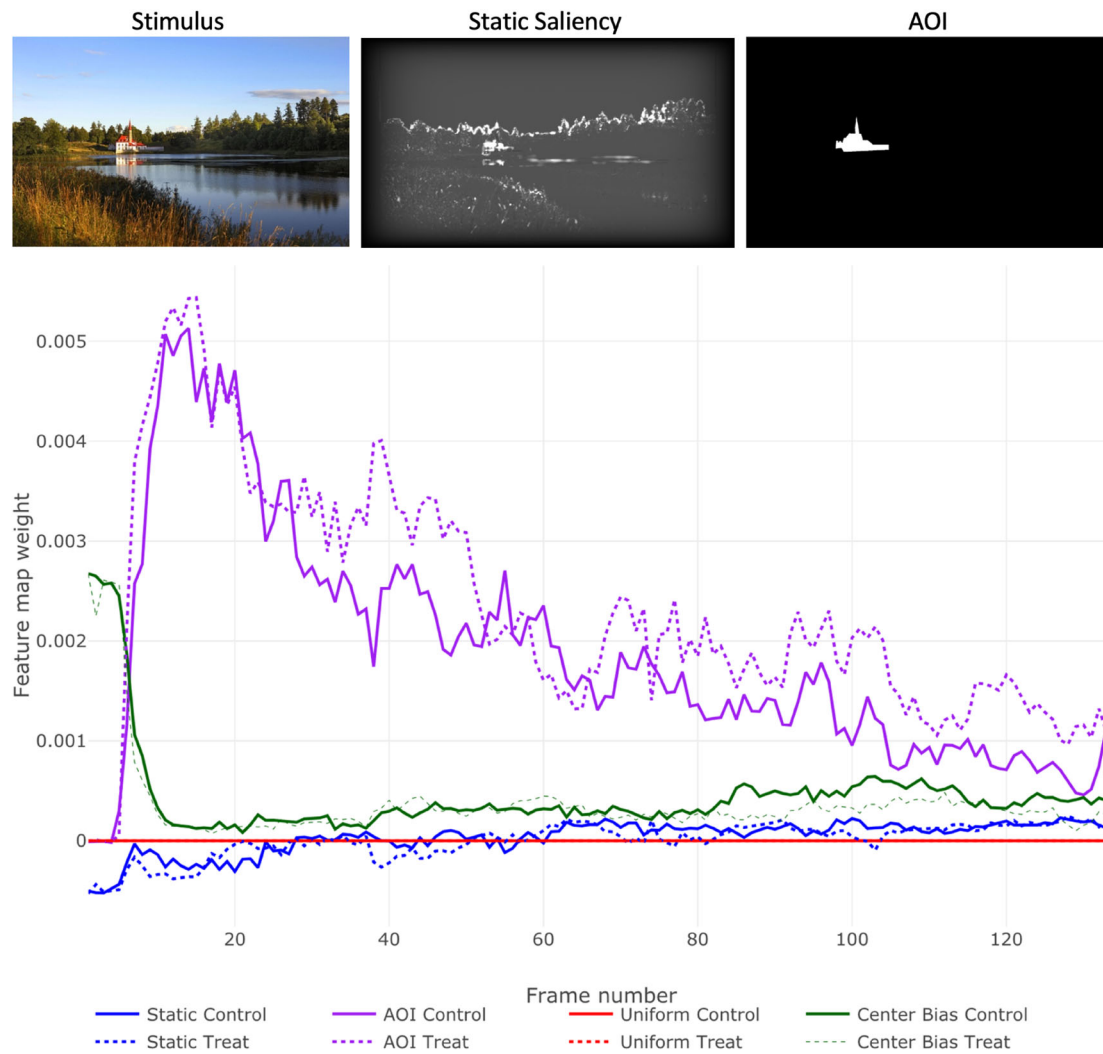 Stimulus Static Saliency AOI
0.005
0.004
0.003
0.002
0.001
0
Feature map weight
20 40 60 80 100 120
Frame number
Static Control AOI Control Uniform Control Center Bias Control
Static Treat AOI Treat Uniform Treat Center Bias Treat